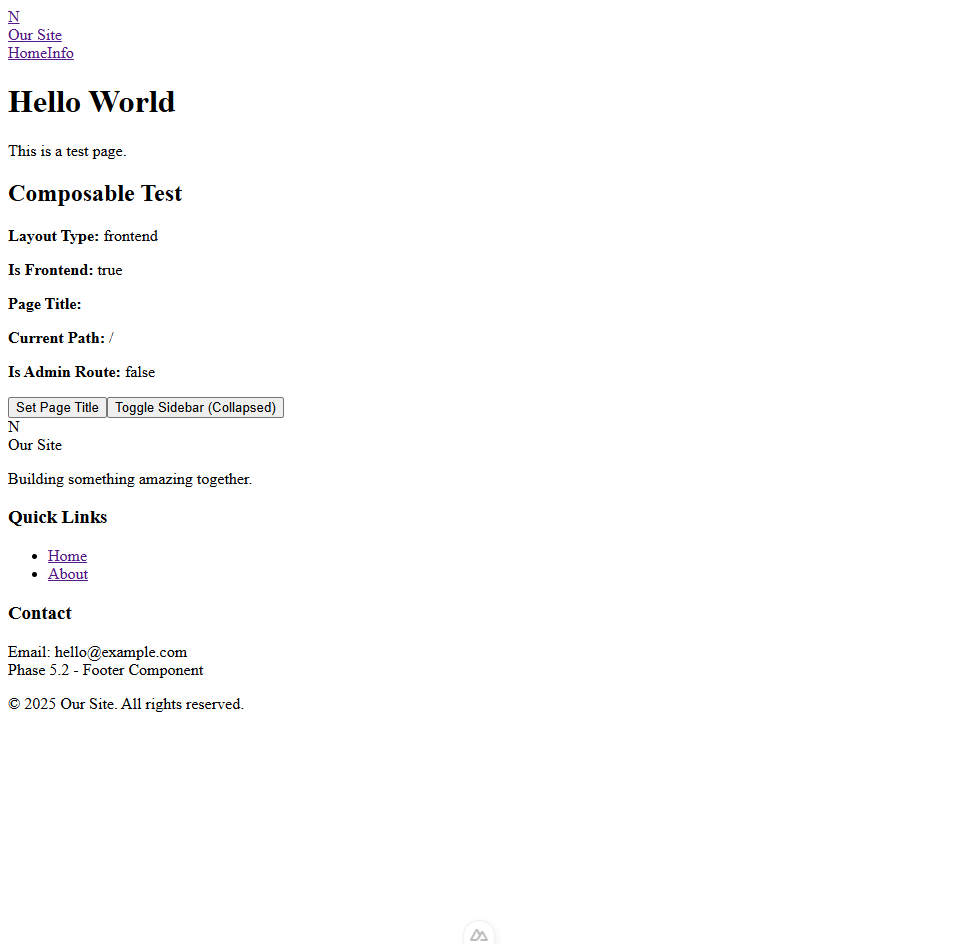 N
Our Site
HomeInfo
Hello World
This is a test page.
Composable Test
Layout Type: frontend
Is Frontend: true
Page Title:
Current Path: /
Is Admin Route: false
Set Page Title Toggle Sidebar (Collapsed)
N
Our Site
Building something amazing together.
Quick Links
Home
About
Contact
Email: hello@example.com
Phase 5.2 - Footer Component
© 2025 Our Site. All rights reserved.